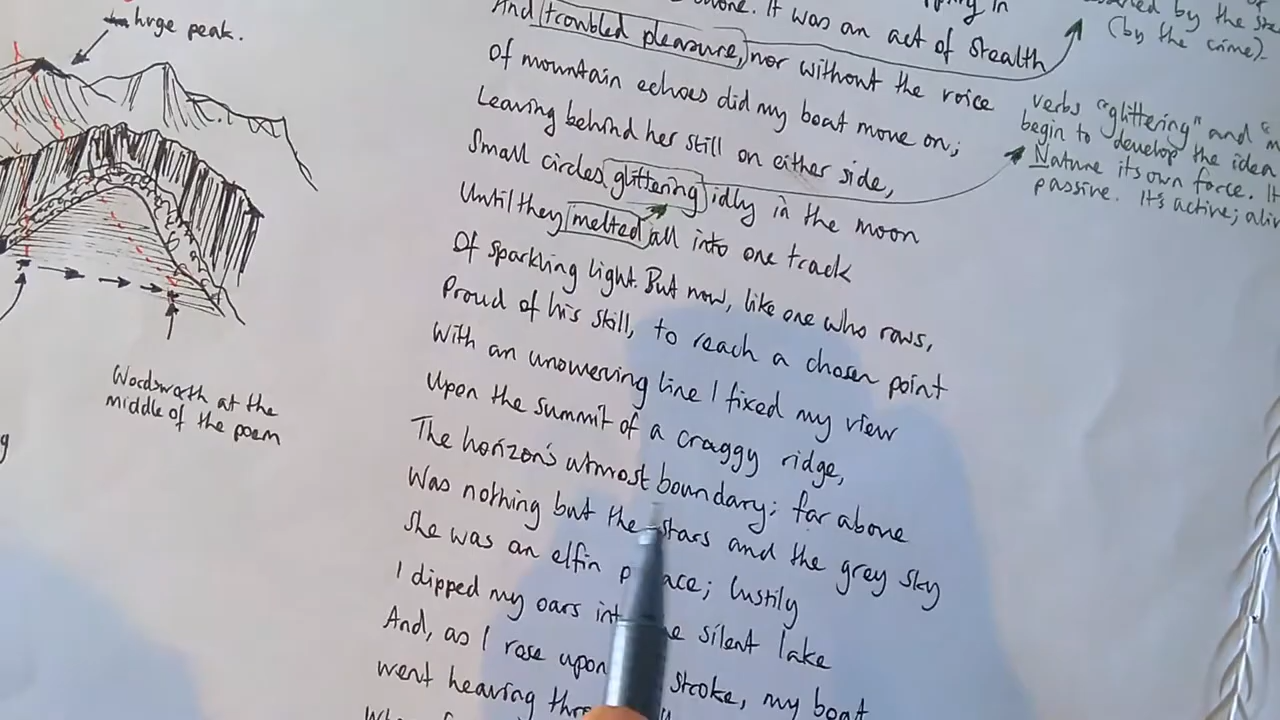 huge peak.
Wordsworth at the
middle of the poem
It was an act of stealth
And troubled pleasure, nor without the voice
Of mountain echoes did my boat move on;
Leaving behind her still on either side,
Small circles glittering idly in the moon
Until they melted all into one track
Of sparkling light. But now, like one who rows,
Proud of his skill, to reach a chosen point
With an unswerving line I fixed my view
Upon the summit of a craggy ridge,
The horizon's utmost boundary; far above
Was nothing but the stars and the grey sky
She was an elfin ; lustily
I dipped my oars silent lake
And, as I rose upon stroke, my boat
went heaving
by the
(by the crime).
verbs "glittering" and
begin to develop the idea
Nature its own force. It
passive. It's active; aliv